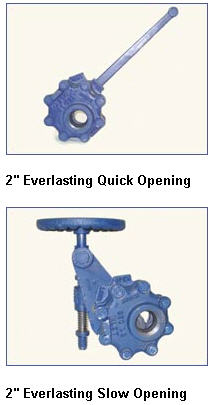 2" Everlasting Quick Opening
2" Everlasting Slow Opening